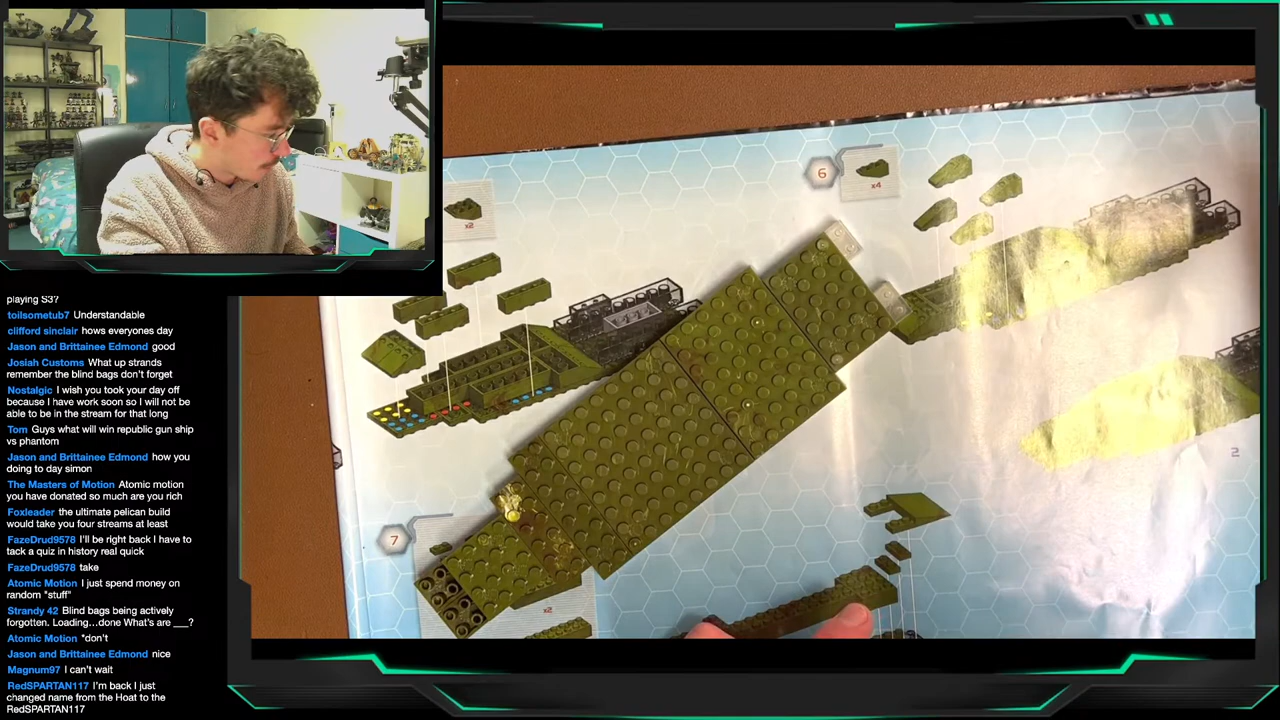 playing S3?
toilsometub7 Understandable
clifford sinclair hows everyones day
Jason and Brittainee Edmond good
Josiah Customs What up strands
remember the blind bags don't forget
Nostalgic I wish you took your day off
because I have work soon so I will not be
able to be in the stream for that long
Tom Guys what will win republic gun ship
vs phantom
Jason and Brittainee Edmond how you
doing to day simon
The Masters of Motion Atomic motion
you have donated so much are you rich
Foxleader the ultimate pelican build
would take you four streams at least
FazeDrud9578 I'll be right back I have to
tack a quiz in history real quick
FazeDrud9578 take
Atomic Motion I just spend money on
random "stuff"
Strandy 42 Blind bags being actively
forgotten. Loading…done What's are ___?
Atomic Motion *don't
Jason and Brittainee Edmond nice
Magnum97 I can't wait
RedSPARTAN117 I'm back I just
changed name from the Hoat to the
RedSPARTAN117
x2
6
x4
2
7
x2